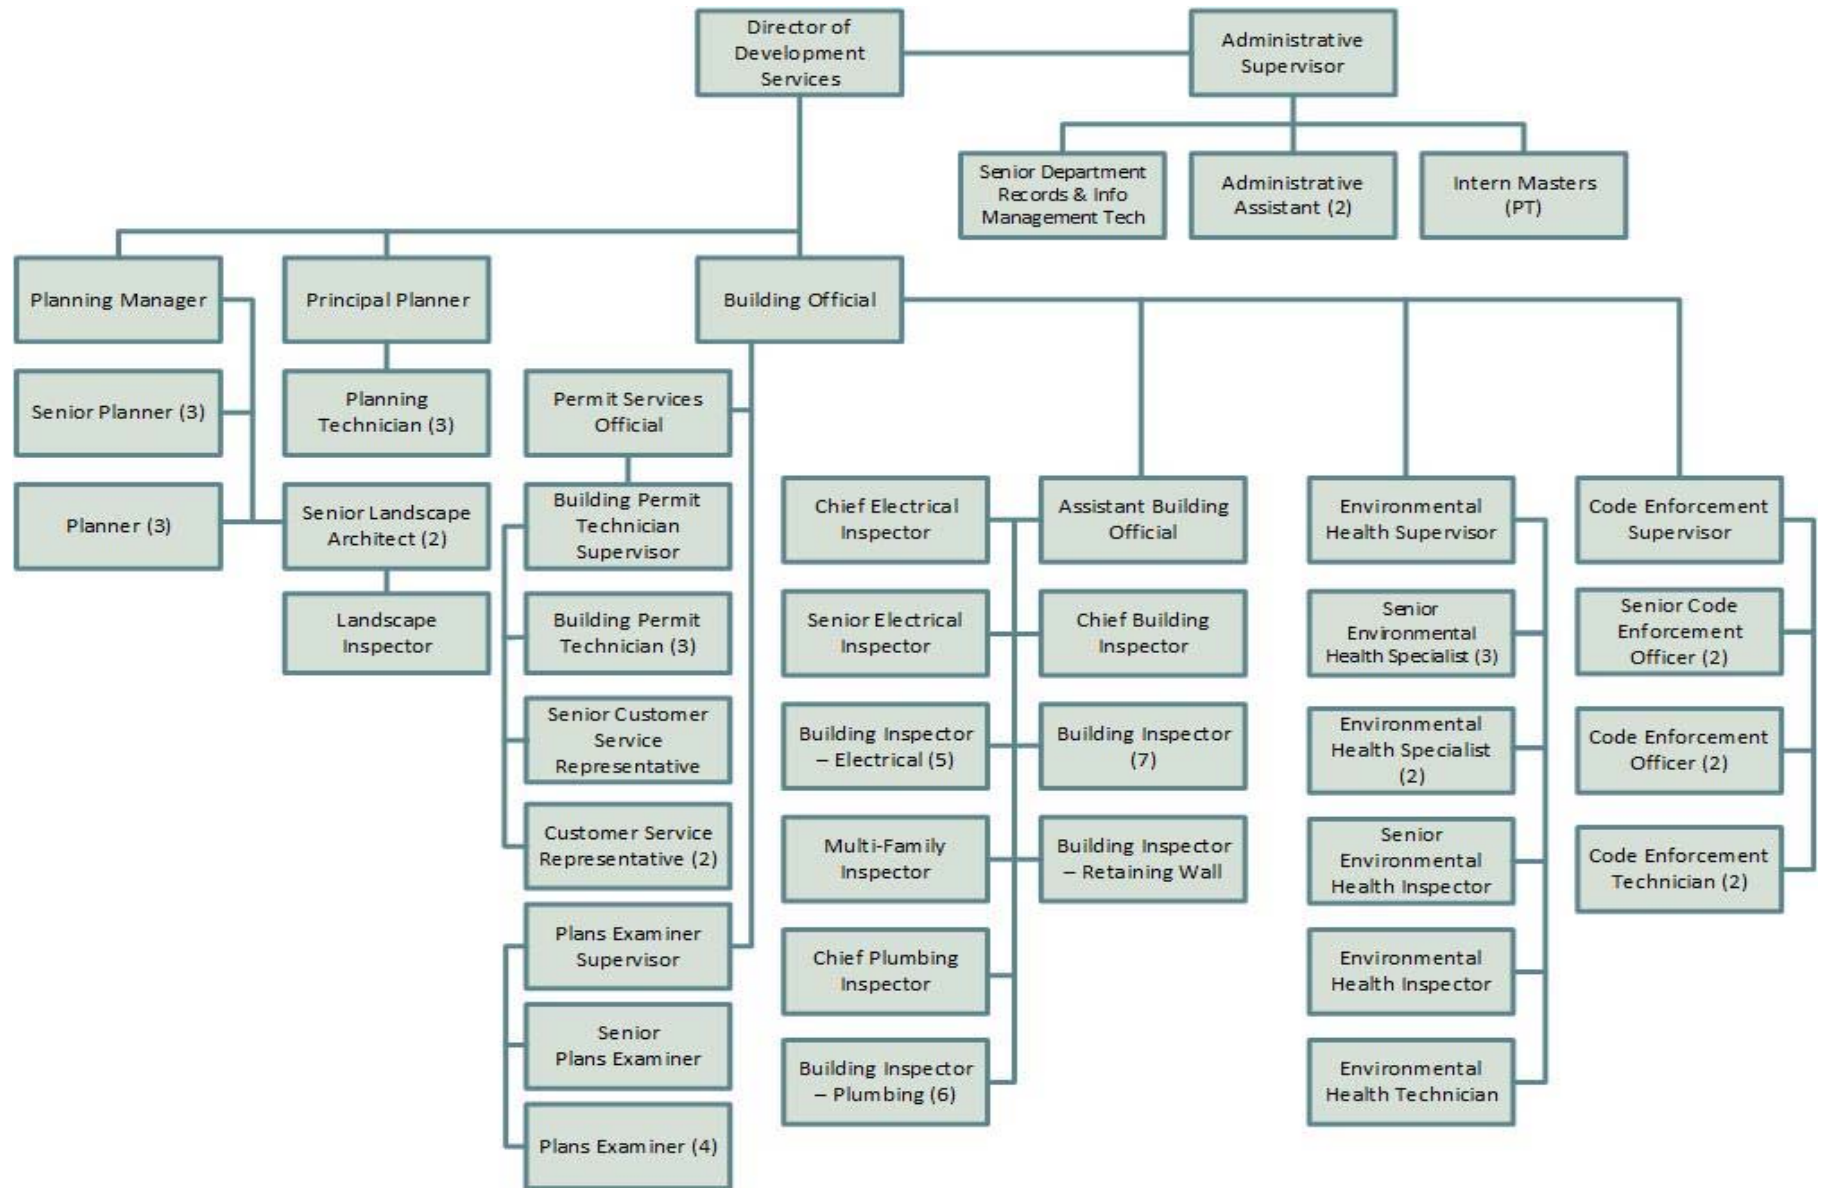 Director of
Development
Services
Administrative
Supervisor
Senior Department
Records & Info
Management Tech
Administrative
Assistant (2)
Intern Masters
(PT)
Planning Manager
Principal Planner
Building Official
Senior Planner (3)
Planning
Technician (3)
Permit Services
Official
Planner (3)
Senior Landscape
Architect (2)
Landscape
Inspector
Building Permit
Technician
Supervisor
Building Permit
Technician (3)
Senior Customer
Service
Representative
Customer Service
Representative (2)
Plans Examiner
Supervisor
Senior
Plans Examiner
Plans Examiner (4)
Chief Electrical
Inspector
Assistant Building
Official
Senior Electrical
Inspector
Chief Building
Inspector
Building Inspector
– Electrical (5)
Building Inspector
(7)
Multi-Family
Inspector
Building Inspector
– Retaining Wall
Chief Plumbing
Inspector
Building Inspector
– Plumbing (6)
Environmental
Health Supervisor
Senior
Environmental
Health Specialist (3)
Environmental
Health Specialist
(2)
Senior
Environmental
Health Inspector
Environmental
Health Inspector
Environmental
Health Technician
Code Enforcement
Supervisor
Senior Code
Enforcement
Officer (2)
Code Enforcement
Officer (2)
Code Enforcement
Technician (2)